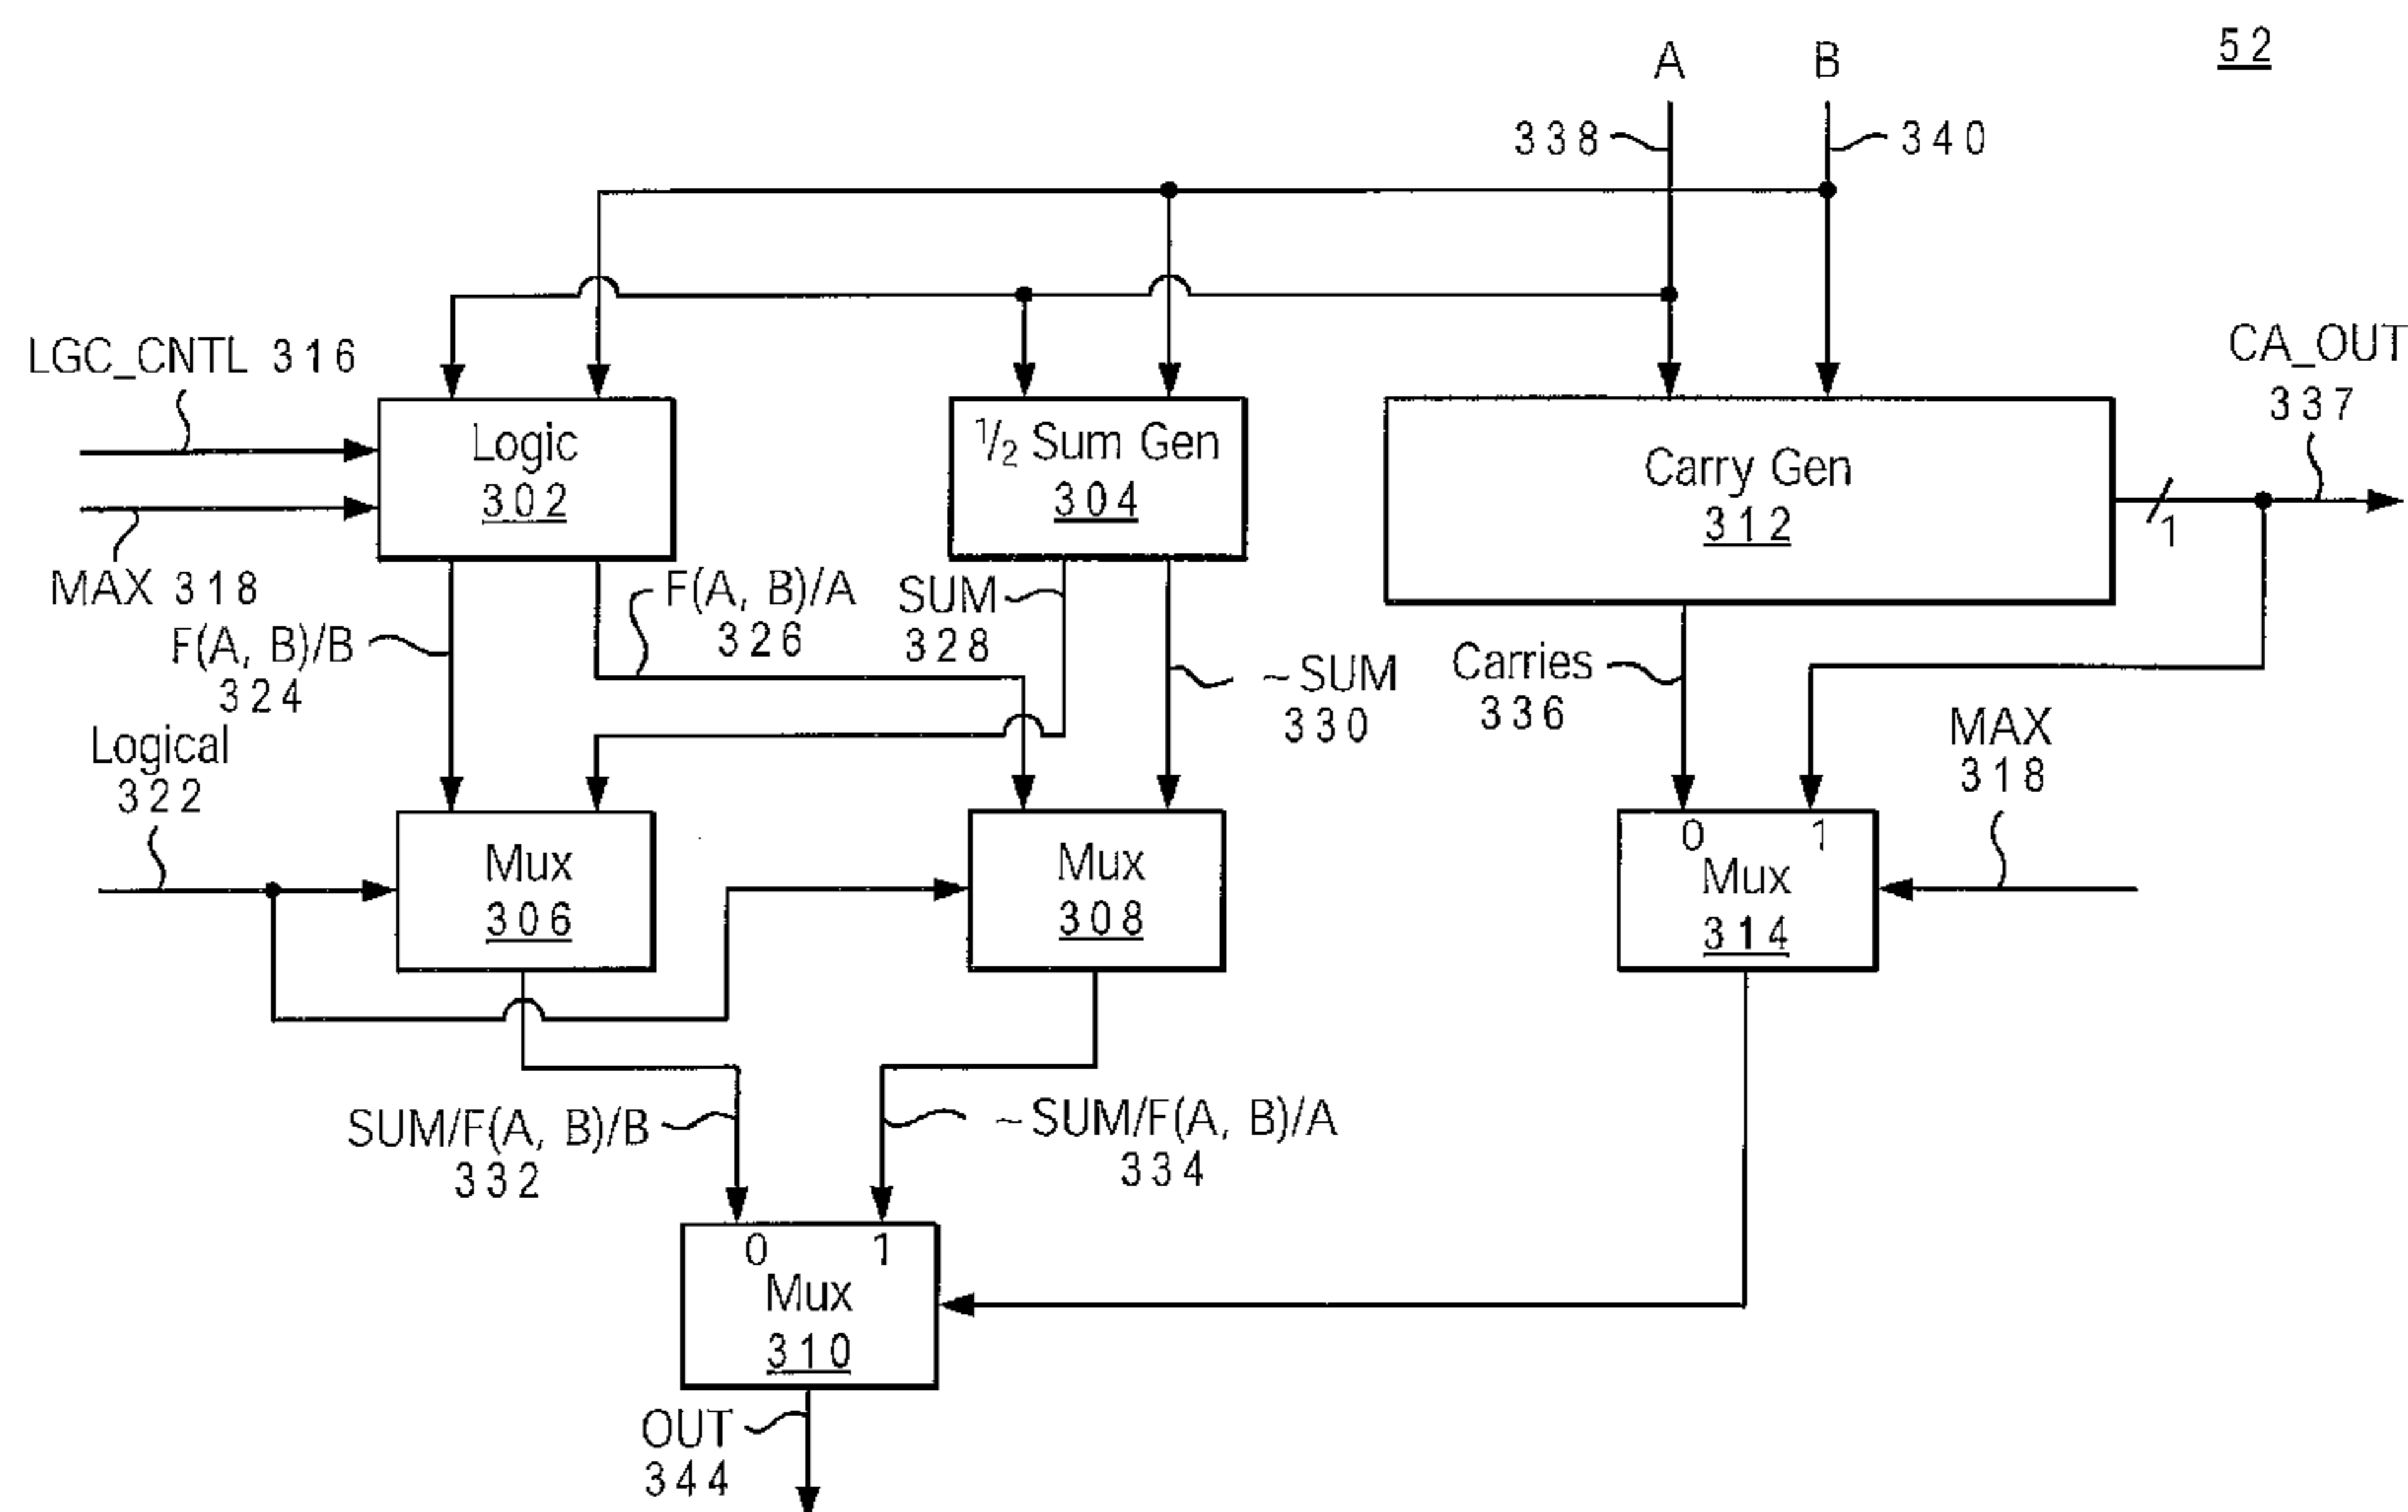 52
A
B
338
340
LGC_CNTL 316
CA_OUT
337
Logic
302
1/2 Sum Gen
304
Carry Gen
312
1
MAX 318
F(A, B)/B
324
F(A, B)/A
326
SUM
328
~SUM
330
Carries
336
MAX
318
Logical
322
Mux
306
Mux
308
0 1
Mux
314
SUM/F(A, B)/B
332
~SUM/F(A, B)/A
334
0 1
Mux
310
OUT
344